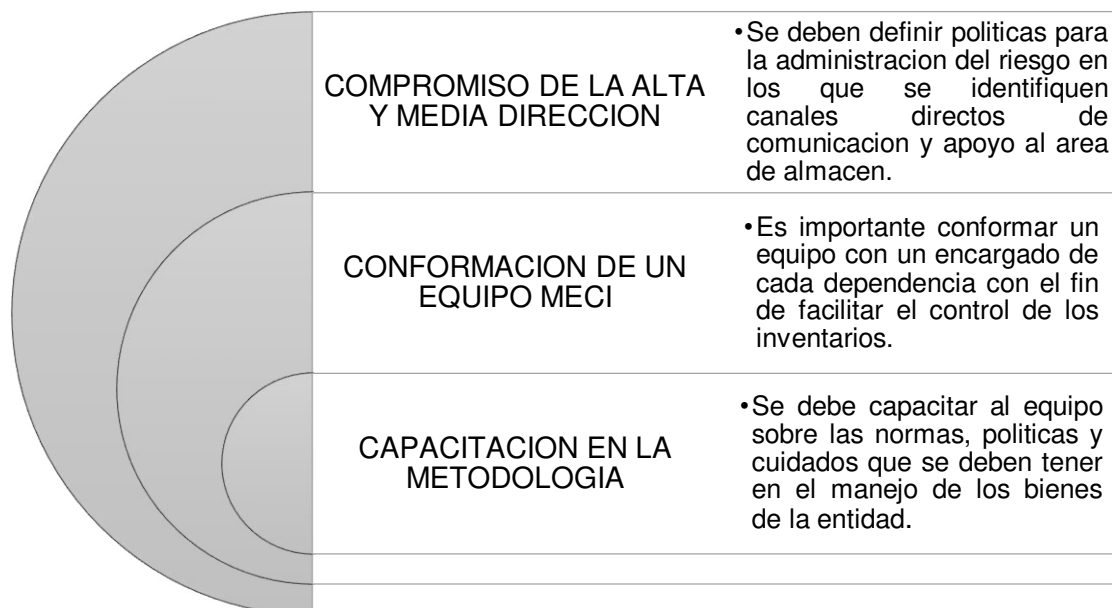 COMPROMISO DE LA ALTA
Y MEDIA DIRECCION
•Se deben definir politicas para
la administracion del riesgo en
los que se identifiquen
canales directos de
comunicacion y apoyo al area
de almacen.
CONFORMACION DE UN
EQUIPO MECI
•Es importante conformar un
equipo con un encargado de
cada dependencia con el fin
de facilitar el control de los
inventarios.
CAPACITACION EN LA
METODOLOGIA
•Se debe capacitar al equipo
sobre las normas, politicas y
cuidados que se deben tener
en el manejo de los bienes
de la entidad.